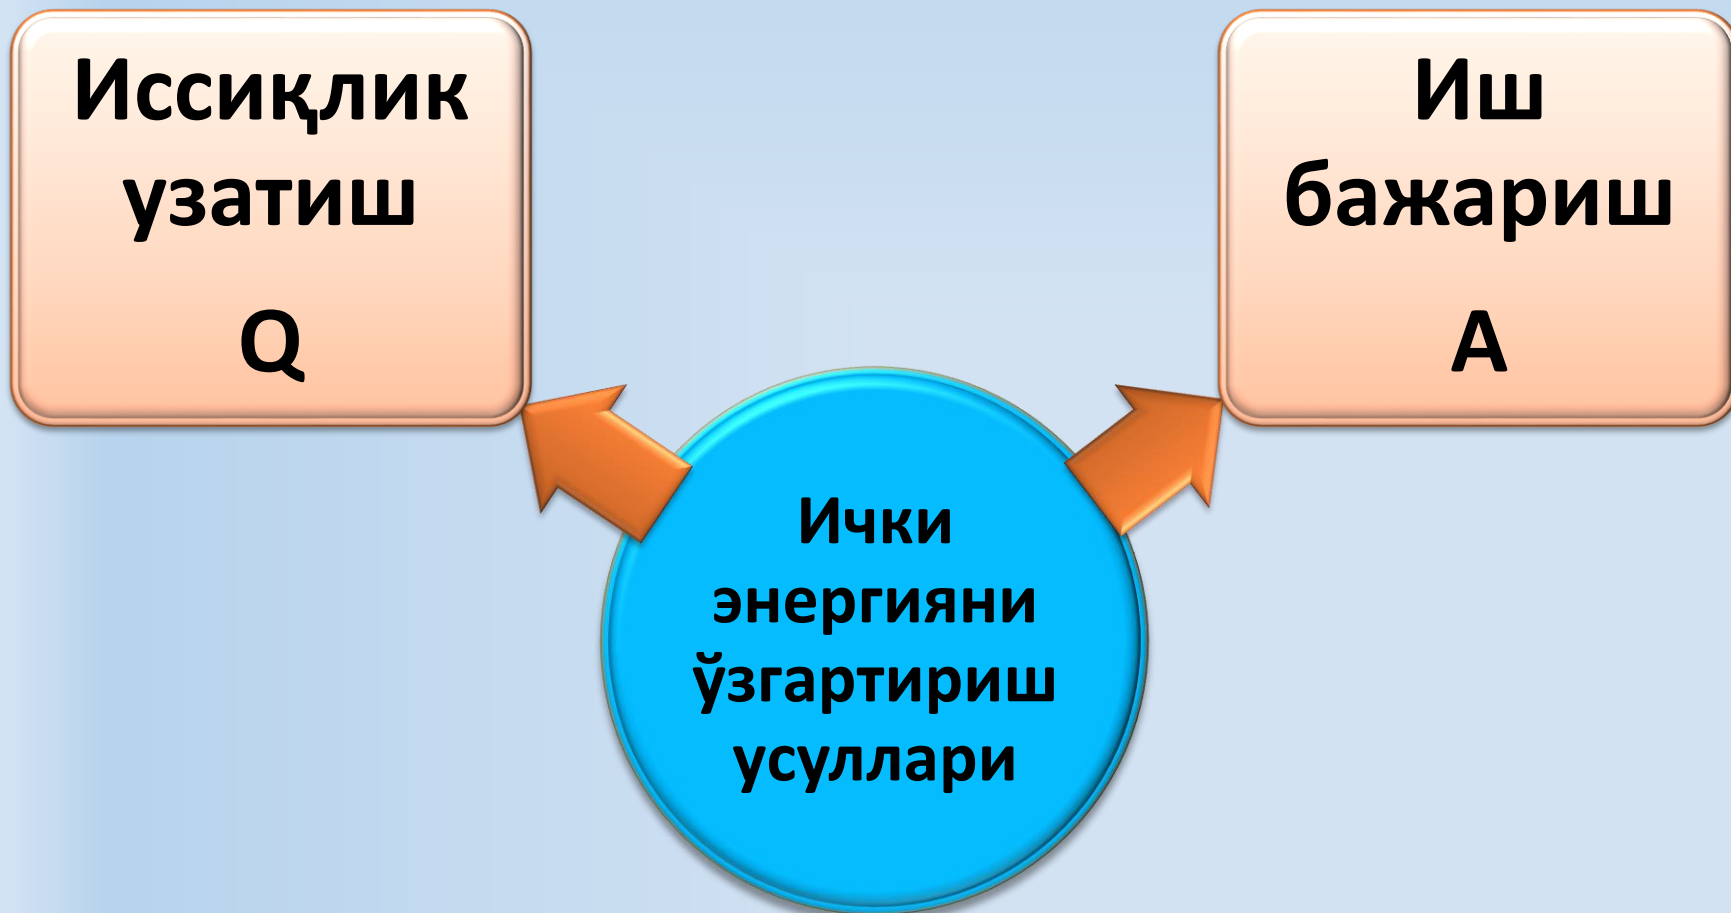 Иссиқлик
узатиш
Q
Иш
бажариш
A
Ички
энергияни
ўзгартириш
усуллари